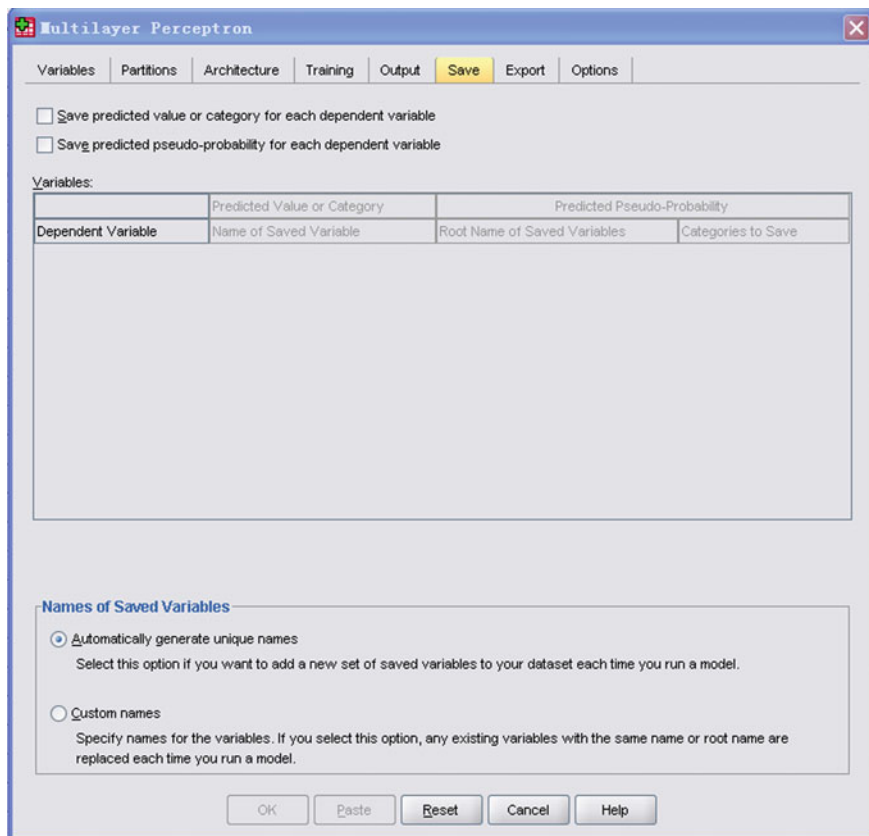 Multilayer Perceptron
Variables Partitions Architecture Training Output Save Export Options
Save predicted value or category for each dependent variable
Save predicted pseudo-probability for each dependent variable
Variables:
Predicted Value or Category Predicted Pseudo-Probability
Dependent Variable Name of Saved Variable Root Name of Saved Variables Categories to Save
Names of Saved Variables
Automatically generate unique names
Select this option if you want to add a new set of saved variables to your dataset each time you run a model.
Custom names
Specify names for the variables. If you select this option, any existing variables with the same name or root name are
replaced each time you run a model.
OK Paste Reset Cancel Help